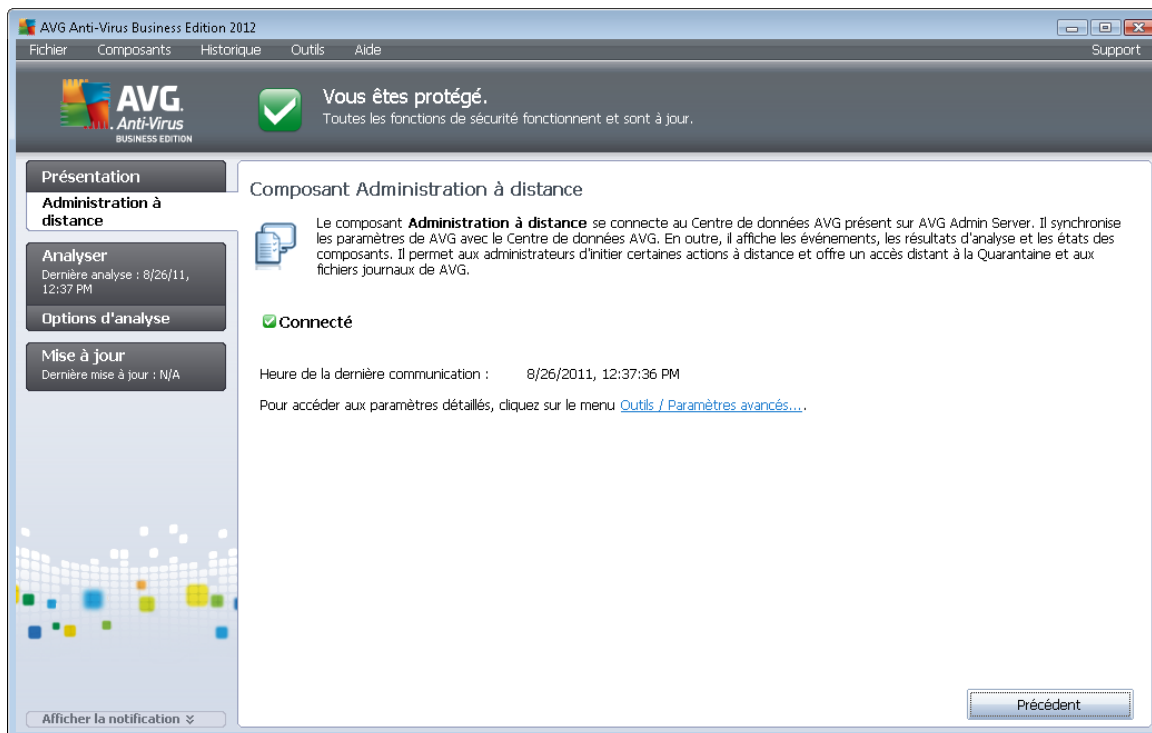 AVG Anti-Virus Business Edition 2012
Fichier Composants Historique Outils Aide Support
AVG.
Anti-Virus
BUSINESS EDITION
Vous êtes protégé.
Toutes les fonctions de sécurité fonctionnent et sont à jour.
Présentation
Administration à
distance
Analyser
Dernière analyse : 8/26/11,
12:37 PM
Options d'analyse
Mise à jour
Dernière mise à jour : N/A
Afficher la notification
Composant Administration à distance
Le composant Administration à distance se connecte au Centre de données AVG présent sur AVG Admin Server. Il synchronise
les paramètres de AVG avec le Centre de données AVG. En outre, il affiche les événements, les résultats d'analyse et les états des
composants. Il permet aux administrateurs d'initier certaines actions à distance et offre un accès distant à la Quarantaine et aux
fichiers journaux de AVG.
Connecté
Heure de la dernière communication : 8/26/2011, 12:37:36 PM
Pour accéder aux paramètres détaillés, cliquez sur le menu Outils / Paramètres avancés....
Précédent